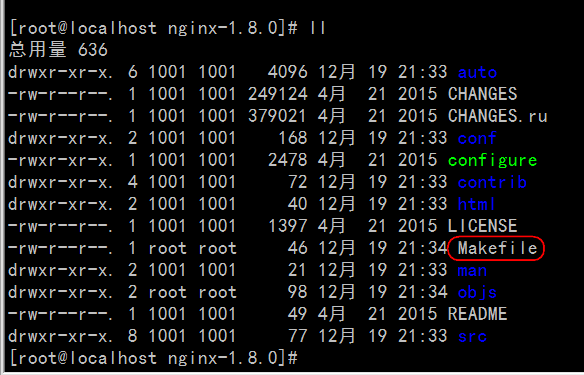 [root@localhost nginx-1.8.0]# ll
总用量 636
drwxr-xr-x. 6 1001 1001   4096 12月 19 21:33 auto
-rw-r--r--. 1 1001 1001 249124 4月  21 2015 CHANGES
-rw-r--r--. 1 1001 1001 379021 4月  21 2015 CHANGES.ru
drwxr-xr-x. 2 1001 1001    168 12月 19 21:33 conf
-rwxr-xr-x. 1 1001 1001   2478 4月  21 2015 configure
drwxr-xr-x. 4 1001 1001     72 12月 19 21:33 contrib
drwxr-xr-x. 2 1001 1001     40 12月 19 21:33 html
-rw-r--r--. 1 1001 1001   1397 4月  21 2015 LICENSE
-rw-r--r--. 1 root root     46 12月 19 21:34 Makefile
drwxr-xr-x. 2 1001 1001     21 12月 19 21:33 man
drwxr-xr-x. 2 root root     98 12月 19 21:34 objs
-rw-r--r--. 1 1001 1001     49 4月  21 2015 README
drwxr-xr-x. 8 1001 1001     77 12月 19 21:33 src
[root@localhost nginx-1.8.0]#